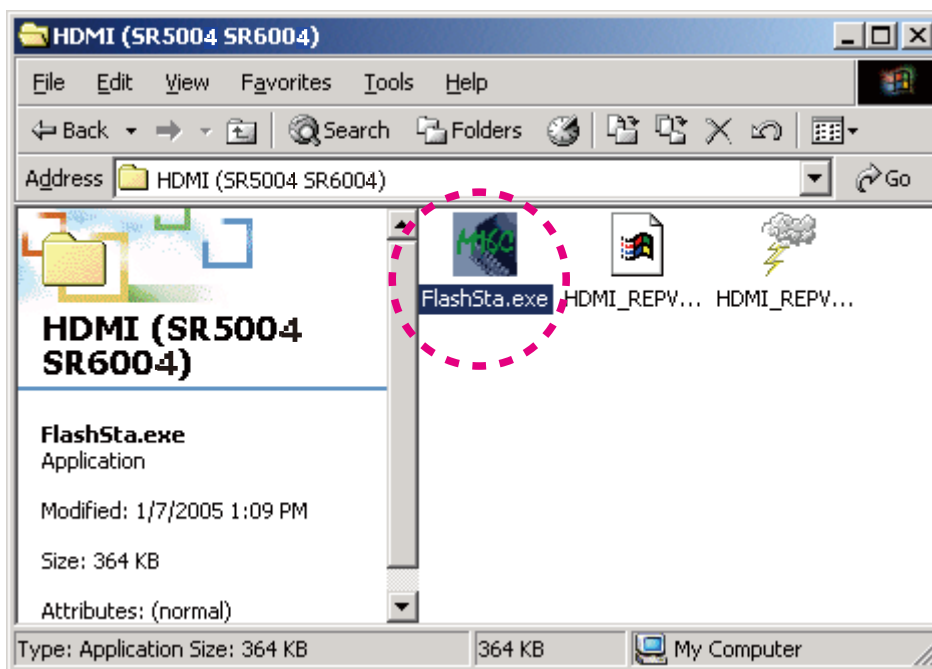 HDMI (SR5004 SR6004)
File Edit View Favorites Tools Help
Back Search Folders
Address HDMI (SR5004 SR6004) Go
M16C
FlashSta.exe HDMI_REPV... HDMI_REPV...
HDMI (SR5004
SR6004)
FlashSta.exe
Application
Modified: 1/7/2005 1:09 PM
Size: 364 KB
Attributes: (normal)
Type: Application Size: 364 KB 364 KB My Computer